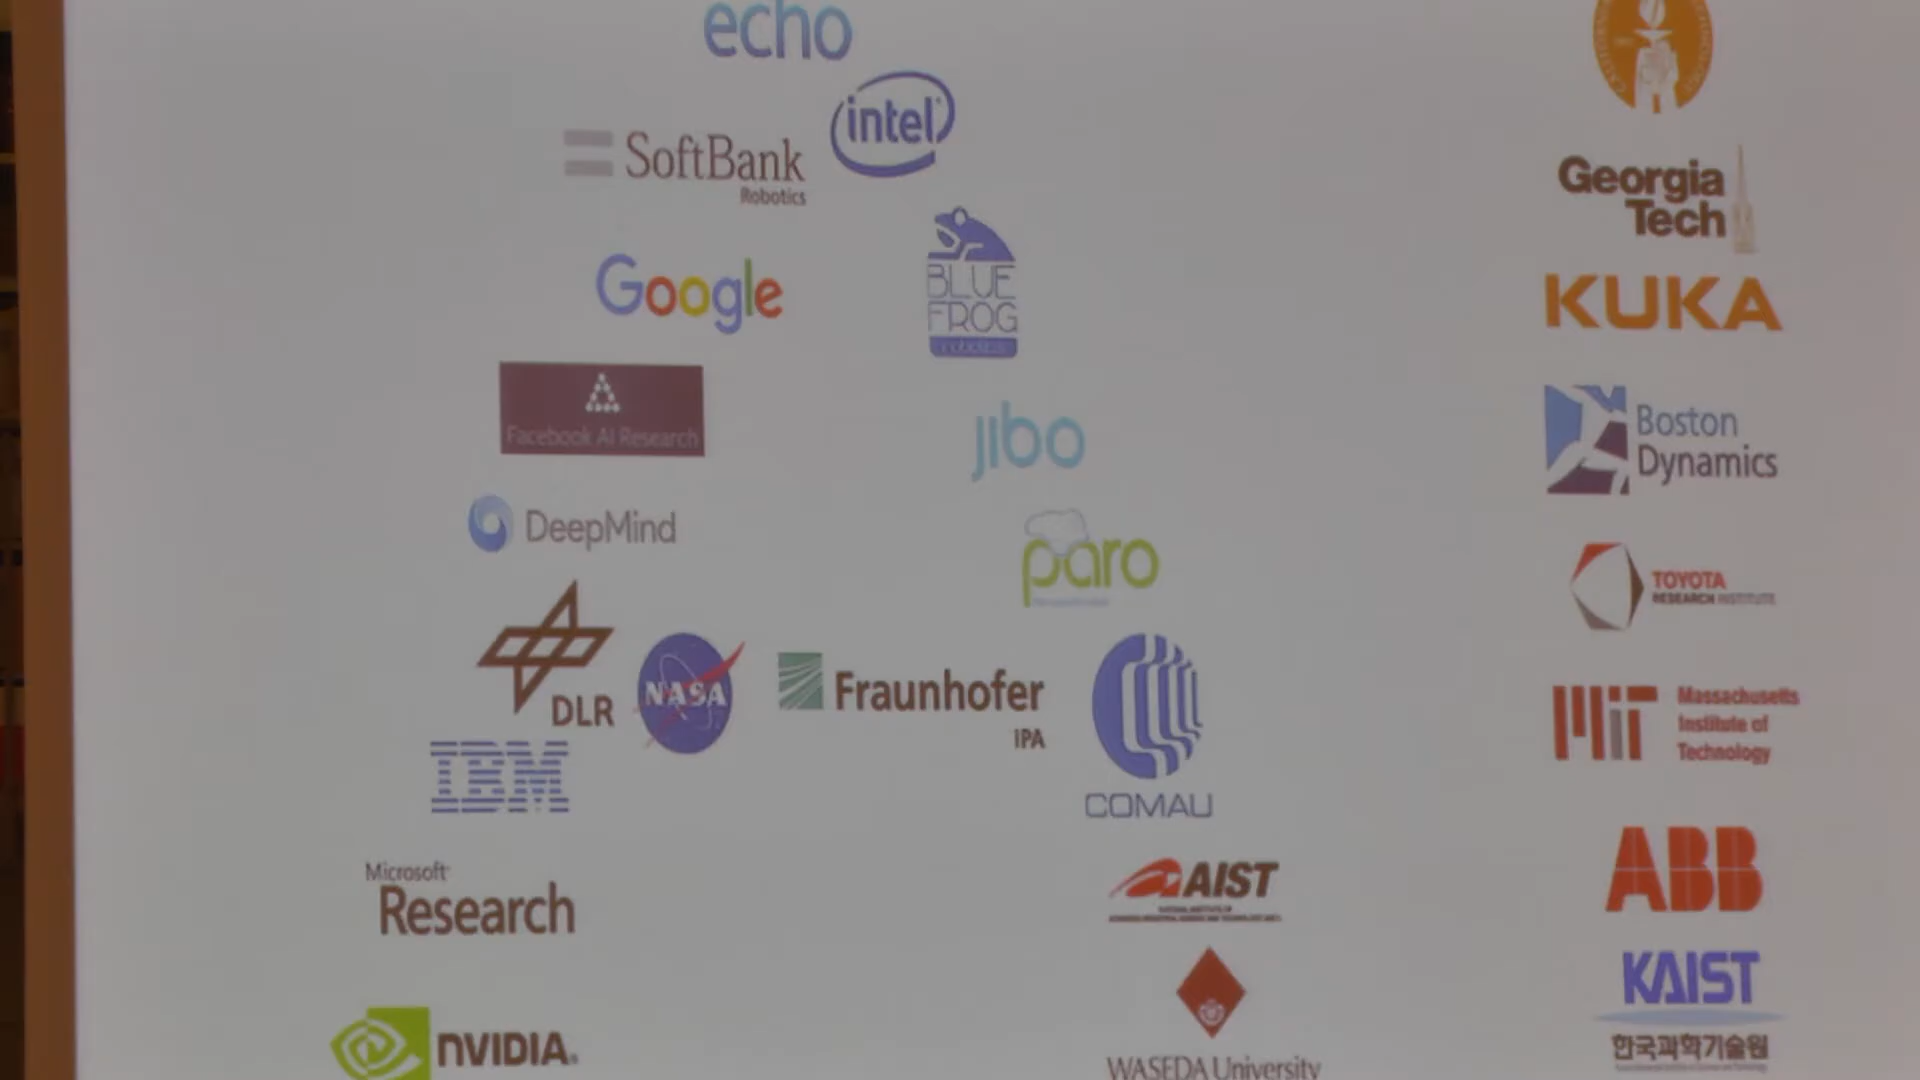 echo
intel
SoftBank
Robotics
Google
BLUE
FROG
robotics
Facebook AI Research
jibo
DeepMind
paro
DLR
NASA
Fraunhofer
IPA
COMAU
IBM
Microsoft
Research
AIST
NVIDIA
WASEDA University
Georgia
Tech
KUKA
Boston
Dynamics
TOYOTA
RESEARCH INSTITUTE
MIT
Massachusetts
Institute of
Technology
ABB
KAIST
한국과학기술원